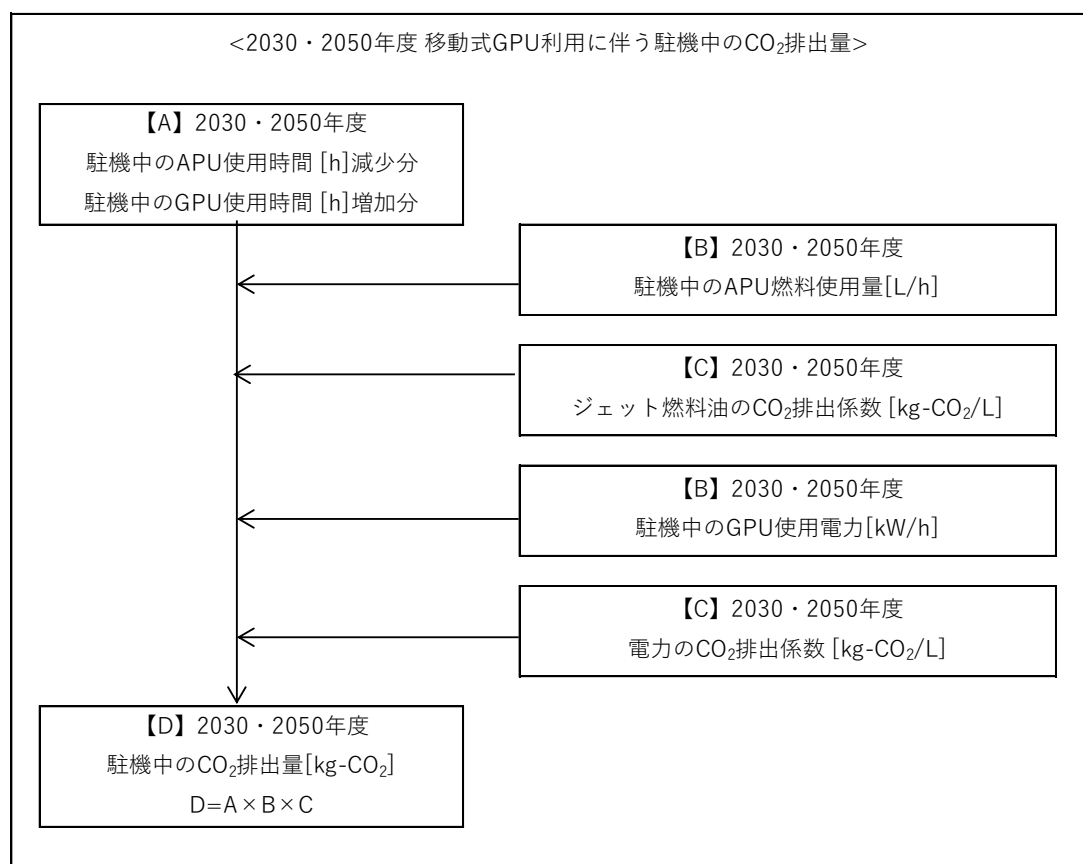 <2030・2050年度 移動式GPU利用に伴う駐機中のCO₂排出量>
【A】2030・2050年度
駐機中のAPU使用時間 [h]減少分
駐機中のGPU使用時間 [h]増加分
【B】2030・2050年度
駐機中のAPU燃料使用量[L/h]
【C】2030・2050年度
ジェット燃料油のCO₂排出係数 [kg-CO₂/L]
【B】2030・2050年度
駐機中のGPU使用電力[kW/h]
【C】2030・2050年度
電力のCO₂排出係数 [kg-CO₂/L]
【D】2030・2050年度
駐機中のCO₂排出量[kg-CO₂]
D=A×B×C